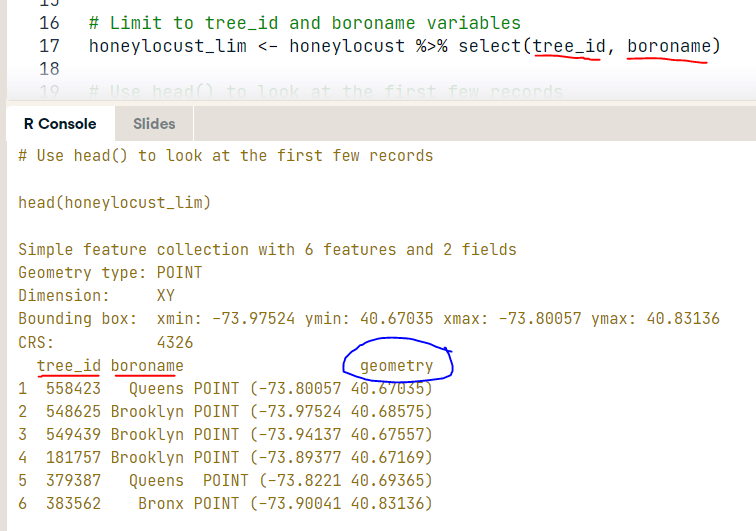 16 # Limit to tree_id and boroname variables
17 honeylocust_lim <- honeylocust %>% select(tree_id, boroname)
18
19 # Use head() to look at the first few records
R Console Slides
# Use head() to look at the first few records
head(honeylocust_lim)
Simple feature collection with 6 features and 2 fields
Geometry type: POINT
Dimension: XY
Bounding box: xmin: -73.97524 ymin: 40.67035 xmax: -73.80057 ymax: 40.83136
CRS: 4326
tree_id boroname geometry
1 558423 Queens POINT (-73.80057 40.67035)
2 548625 Brooklyn POINT (-73.97524 40.68575)
3 549439 Brooklyn POINT (-73.94137 40.67557)
4 181757 Brooklyn POINT (-73.89377 40.67169)
5 379387 Queens POINT (-73.8221 40.69365)
6 383562 Bronx POINT (-73.90041 40.83136)